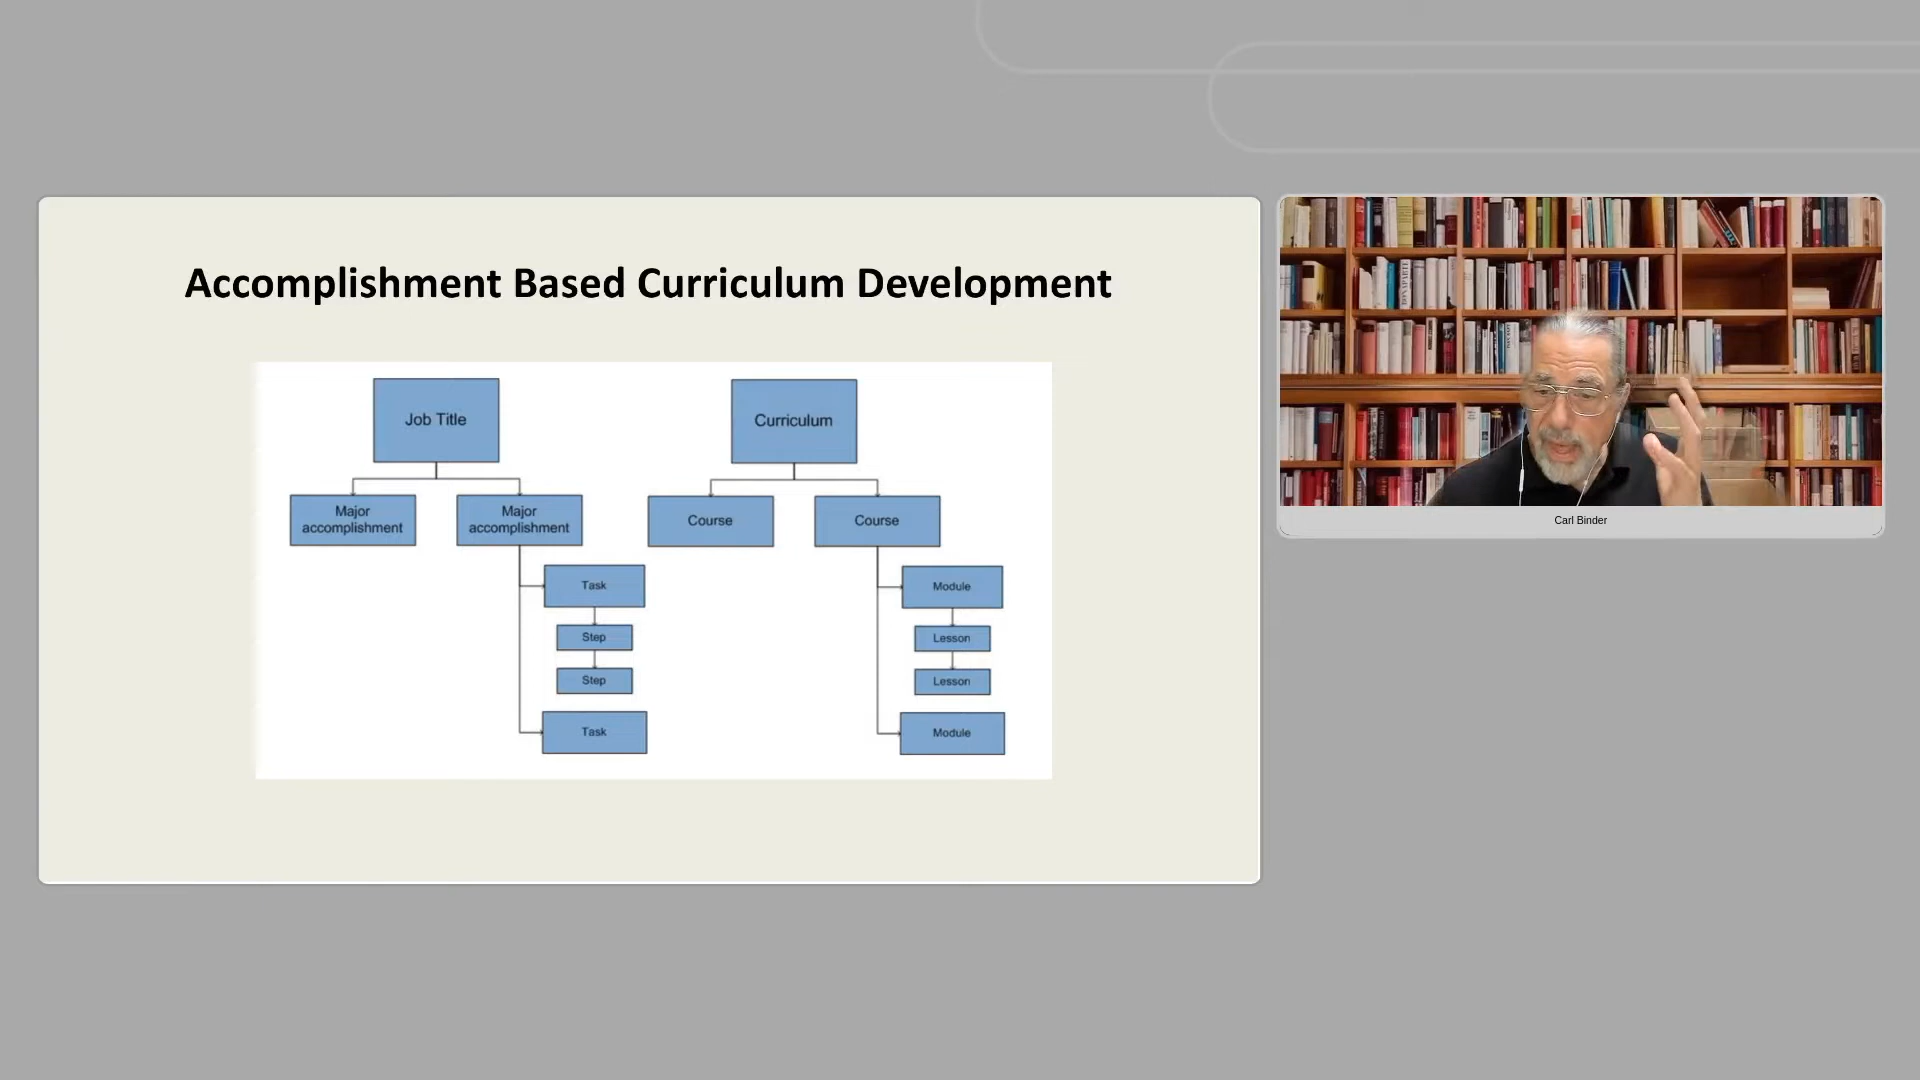 Accomplishment Based Curriculum Development
Job Title
Major
accomplishment
Major
accomplishment
Task
Step
Step
Task
Curriculum
Course
Course
Module
Lesson
Lesson
Module
Carl Binder